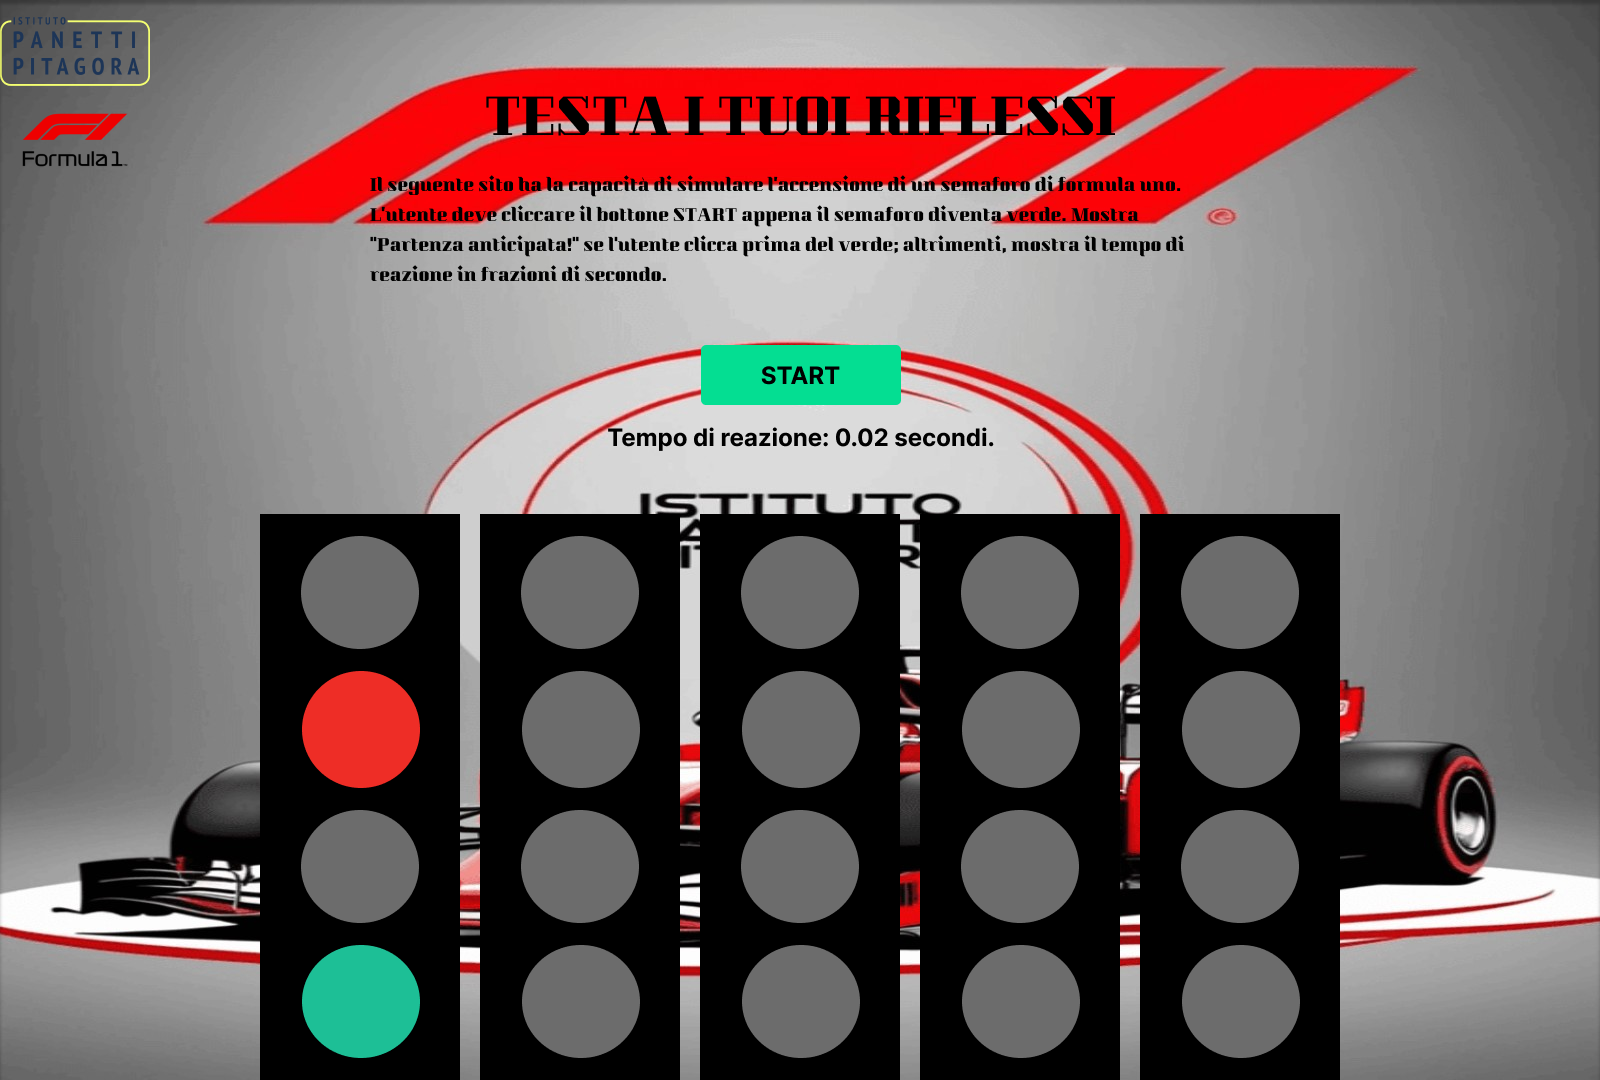 ISTITUTO
PANETTI
PITAGORA
Formula 1
TESTA I TUOI RIFLESSI
Il seguente sito ha la capacità di simulare l'accensione di un semaforo di formula uno.
L'utente deve cliccare il bottone START appena il semaforo diventa verde. Mostra
"Partenza anticipata!" se l'utente clicca prima del verde; altrimenti, mostra il tempo di
reazione in frazioni di secondo.
START
Tempo di reazione: 0.02 secondi.
ISTITUTO